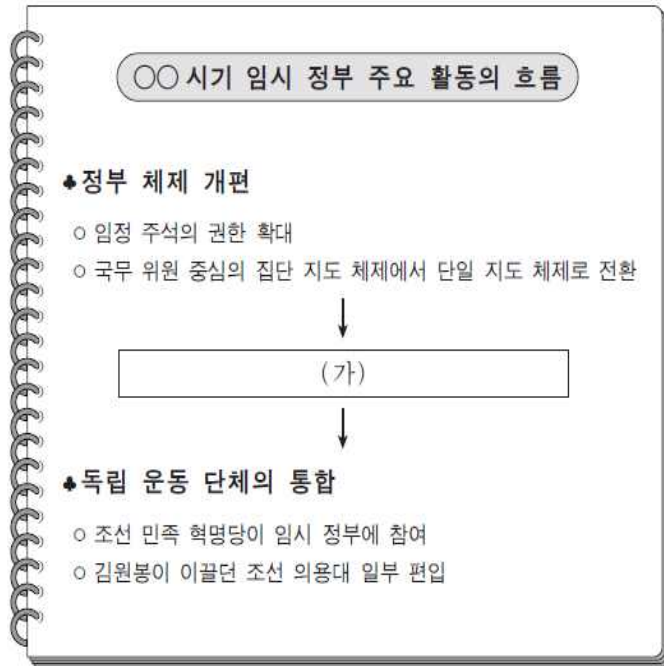 ○○ 시기 임시 정부 주요 활동의 흐름
♣정부 체제 개편
○ 임정 주석의 권한 확대
○ 국무 위원 중심의 집단 지도 체제에서 단일 지도 체제로 전환
(가)
♣독립 운동 단체의 통합
○ 조선 민족 혁명당이 임시 정부에 참여
○ 김원봉이 이끌던 조선 의용대 일부 편입